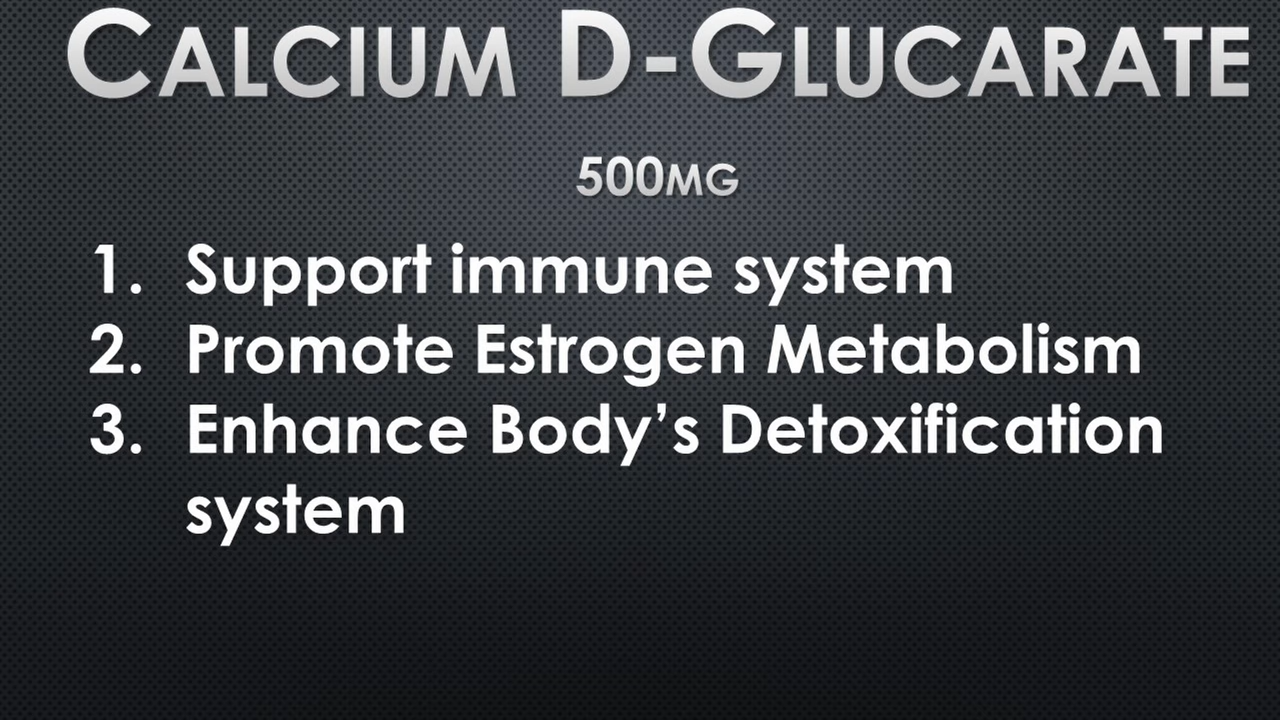 Calcium D-Glucarate
500mg
1. Support immune system
2. Promote Estrogen Metabolism
3. Enhance Body’s Detoxification
system